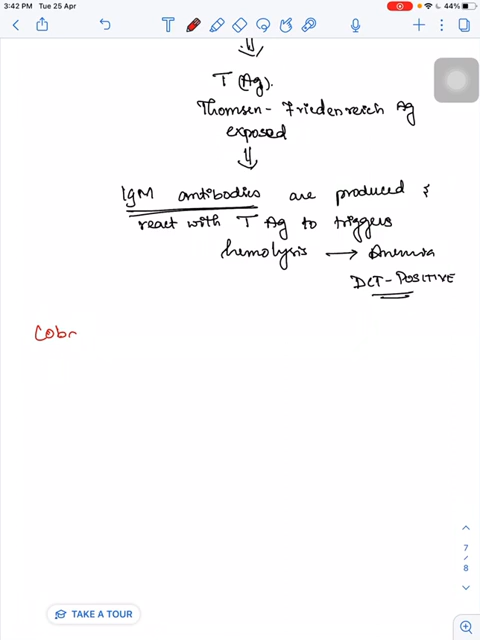 3:42 PM Tue 25 Apr
44%
T (Ag).
Thomsen - Friedenreich Ag
exposed
IgM antibodies are produced &
react with T Ag to triggers
hemolysis → Anemia
DCT - POSITIVE
Cobr
7
/
8
TAKE A TOUR